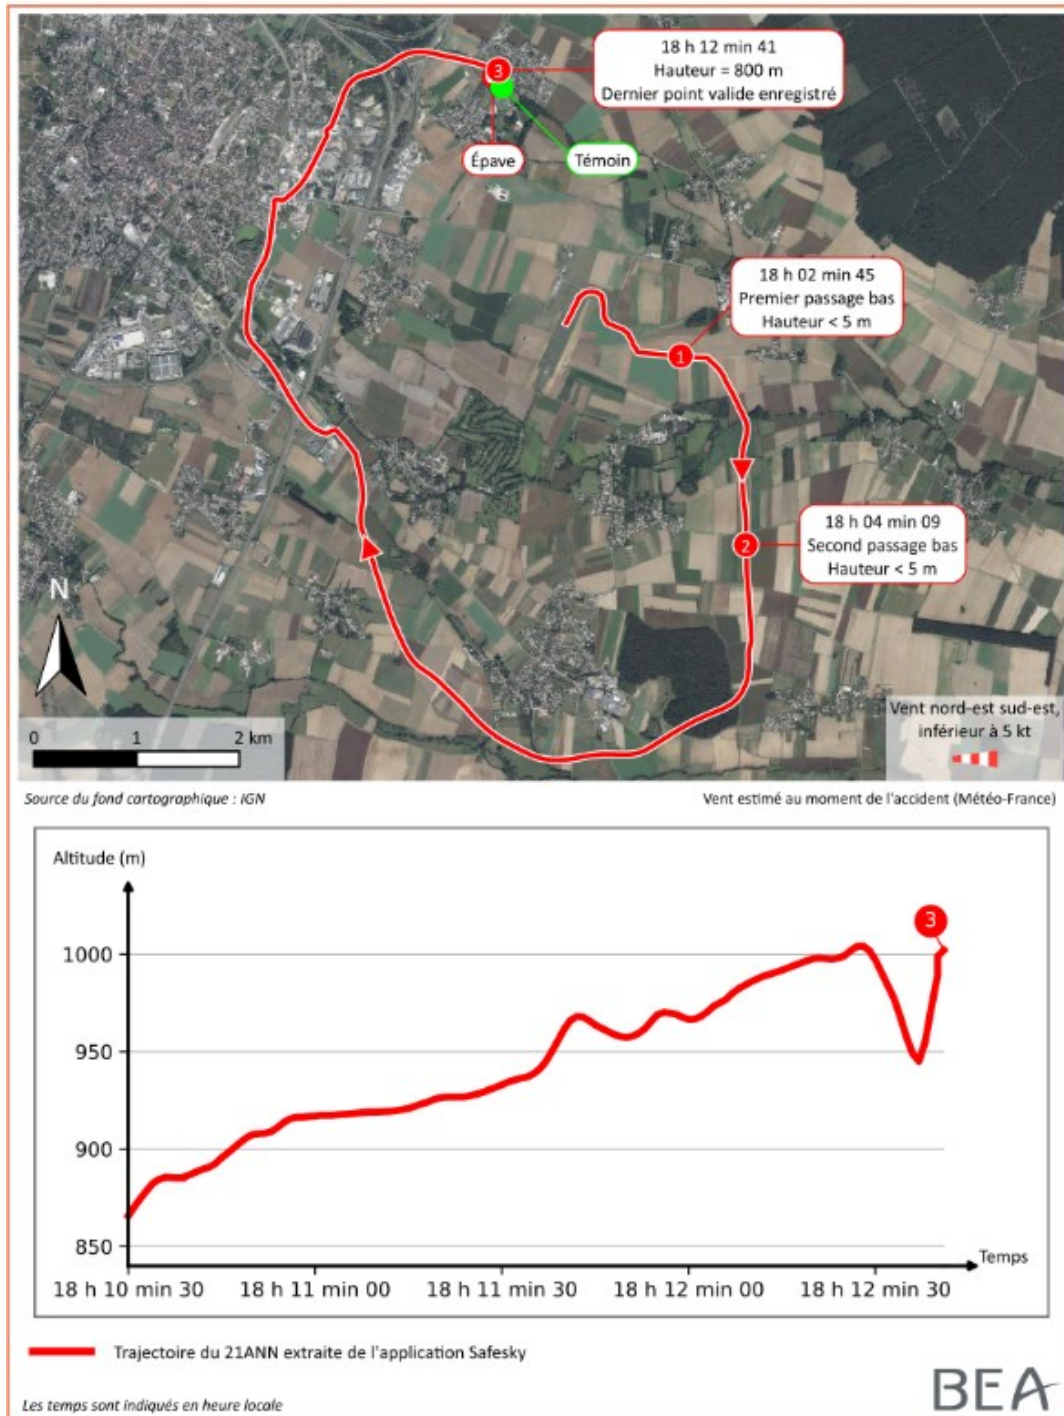 18 h 12 min 41
Hauteur = 800 m
Dernier point valide enregistré
3
Épave
Témoin
18 h 02 min 45
Premier passage bas
Hauteur < 5 m
1
18 h 04 min 09
Second passage bas
Hauteur < 5 m
2
N
0 1 2 km
Vent nord-est sud-est,
inférieur à 5 kt
Source du fond cartographique : IGN
Vent estimé au moment de l'accident (Météo-France)
Altitude (m)
3
1000
950
900
850
Temps
18 h 10 min 30 18 h 11 min 00 18 h 11 min 30 18 h 12 min 00 18 h 12 min 30
Trajectoire du 21ANN extraite de l'application Safesky
Les temps sont indiqués en heure locale
BEA